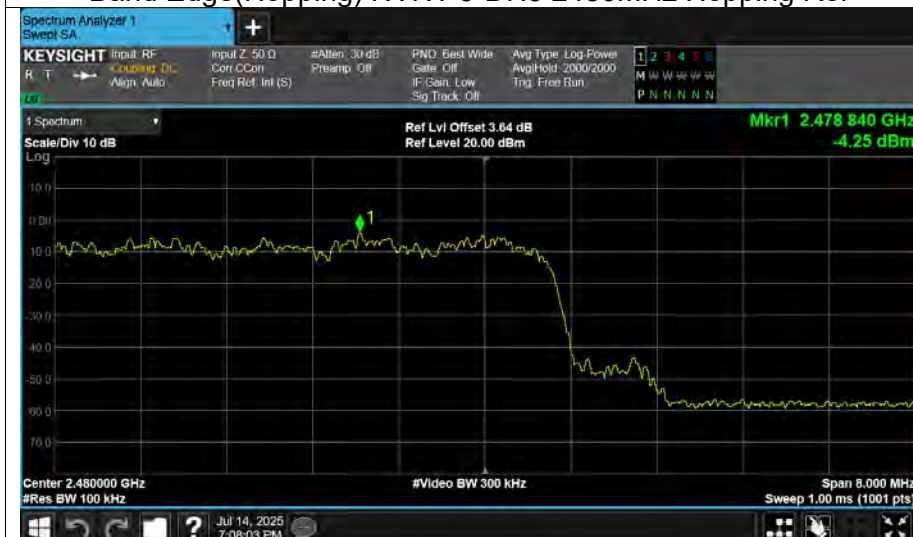 Spectrum Analyzer 1
Swept SA
KEYSIGHT Input: RF Input Z: 50 Ω #Atten: 30 dB PNO: Best Wide Avg Type: Log-Power 1 2 3 4 5 6
R T Coupling: DC Corr CCorr Preamp: Off Gate: Off Avg|Hold: 2000/2000 M W W W W W
Align: Auto Freq Ref: Int (S) IF Gain: Low Trig: Free Run
Sig Track: Off P N N N N N
1 Spectrum Ref Lvl Offset 3.64 dB Mkr1 2.478 840 GHz
Scale/Div 10 dB Ref Level 20.00 dBm -4.25 dBm
Log
10.0
0.00
1
-10.0
-20.0
-30.0
-40.0
-50.0
-60.0
-70.0
Center 2.480000 GHz #Video BW 300 kHz Span 8.000 MHz
#Res BW 100 kHz Sweep 1.00 ms (1001 pts)
? Jul 14, 2025
7:08:03 PM